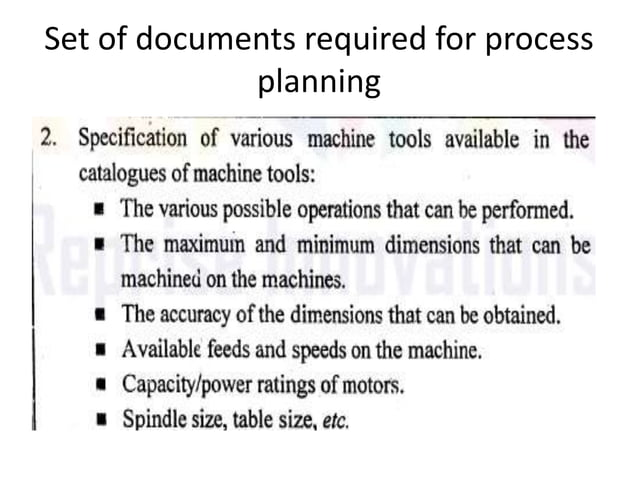 Set of documents required for process
planning
2. Specification of various machine tools available in the
catalogues of machine tools:
■ The various possible operations that can be performed.
■ The maximum and minimum dimensions that can be
machined on the machines.
■ The accuracy of the dimensions that can be obtained.
■ Available feeds and speeds on the machine.
■ Capacity/power ratings of motors.
■ Spindle size, table size, etc.